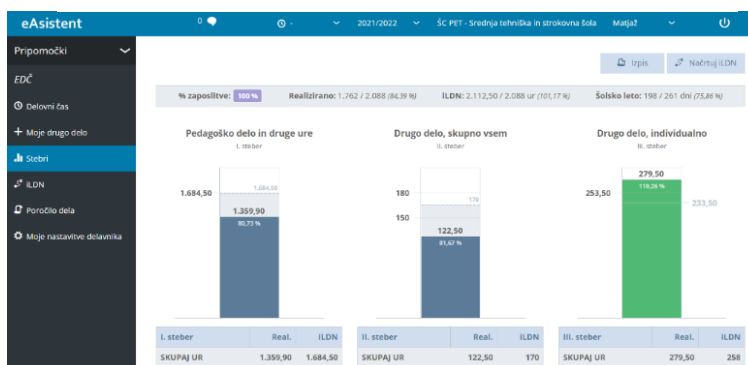 eAsistent
0
-
2021/2022
ŠC PET - Srednja tehniška in strokovna šola
Matjaž
Pripomočki
EDČ
Delovni čas
Moje drugo delo
Stebri
iLDN
Poročilo dela
Moje nastavitve delavnika
Izpis
Načrtuj iLDN
% zaposlitve: 100 %
Realizirano: 1.762 / 2.088 (84,39 %)
iLDN: 2.112,50 / 2.088 ur (101,17 %)
Šolsko leto: 198 / 261 dni (75,86 %)
Pedagoško delo in druge ure
I. steber
1.684,50
1.684,50
1.359,90
80,73 %
I. steber Real. iLDN
SKUPAJ UR 1.359,90 1.684,50
Drugo delo, skupno vsem
II. steber
180
170
150
122,50
81,67 %
II. steber Real. iLDN
SKUPAJ UR 122,50 170
Drugo delo, individualno
III. steber
279,50
110,26 %
253,50
233,50
III. steber Real. iLDN
SKUPAJ UR 279,50 258